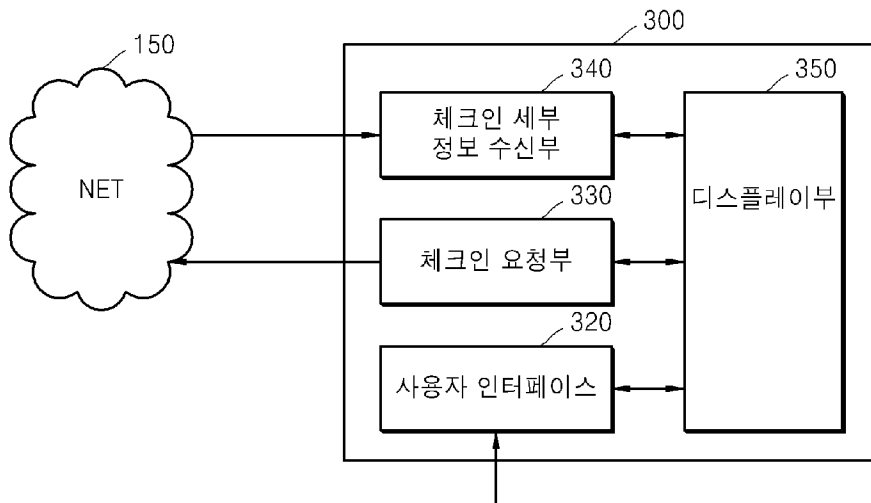 150
300
340
350
체크인 세부
정보 수신부
NET
디스플레이부
330
체크인 요청부
320
사용자 인터페이스